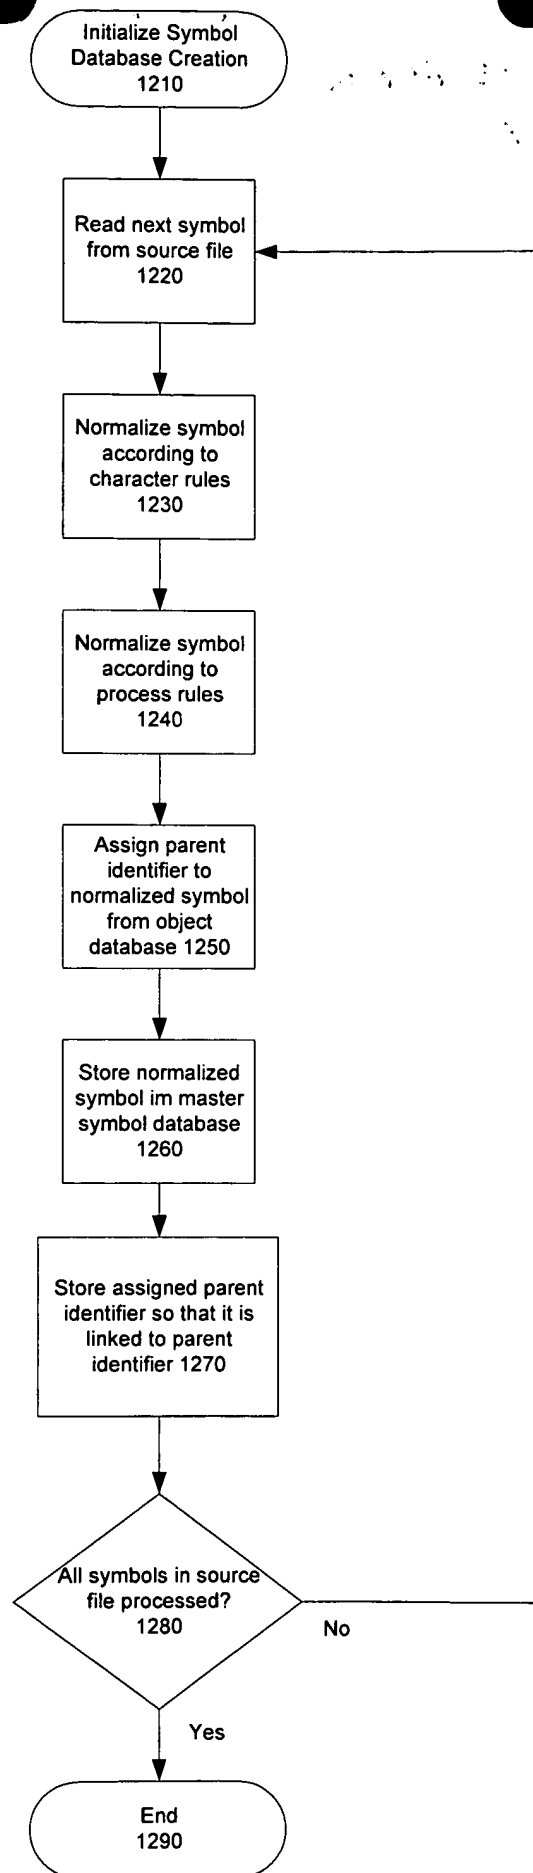 Initialize Symbol
Database Creation
1210
Read next symbol
from source file
1220
Normalize symbol
according to
character rules
1230
Normalize symbol
according to
process rules
1240
Assign parent
identifier to
normalized symbol
from object
database 1250
Store normalized
symbol im master
symbol database
1260
Store assigned parent
identifier so that it is
linked to parent
identifier 1270
All symbols in source
file processed?
1280
No
Yes
End
1290